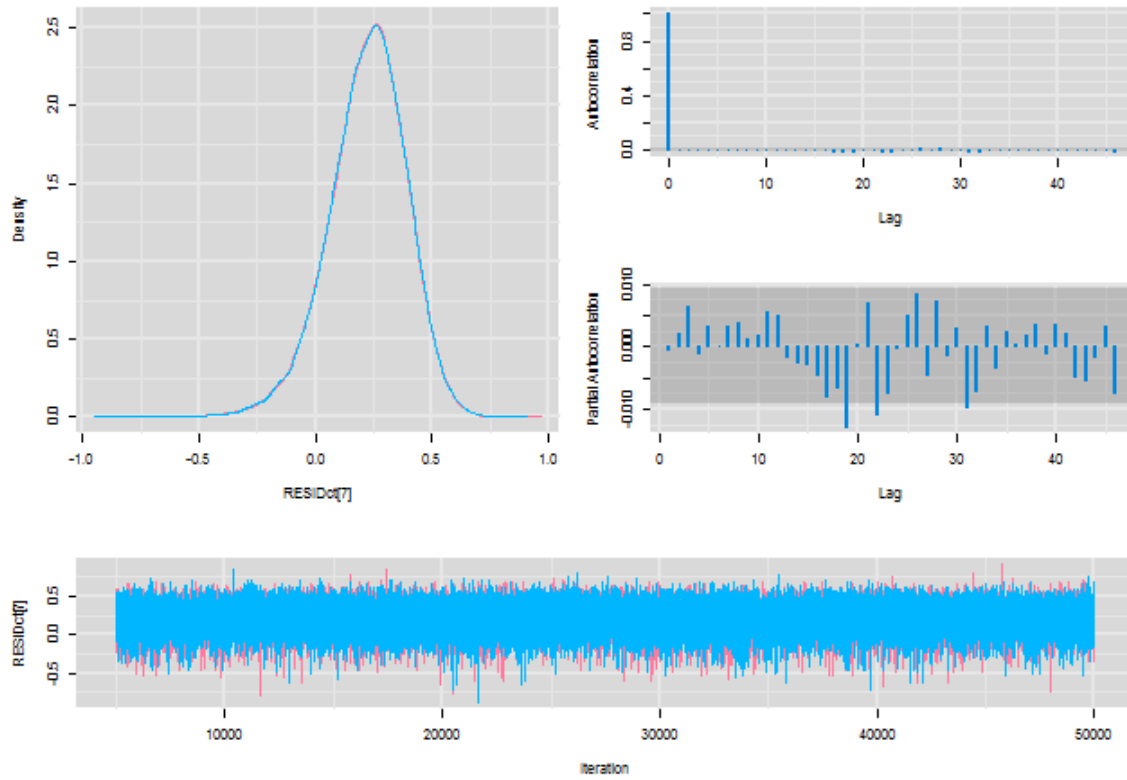 Density
0.0 0.5 1.0 1.5 2.0 2.5
-1.0 -0.5 0.0 0.5 1.0
RESIDct[7]
Autocorrelation
0.0 0.4 0.8
0 10 20 30 40
Lag
Partial Autocorrelation
-0.010 0.000 0.010
0 10 20 30 40
Lag
RESIDct[7]
-0.5 0.0 0.5
10000 20000 30000 40000 50000
Iteration